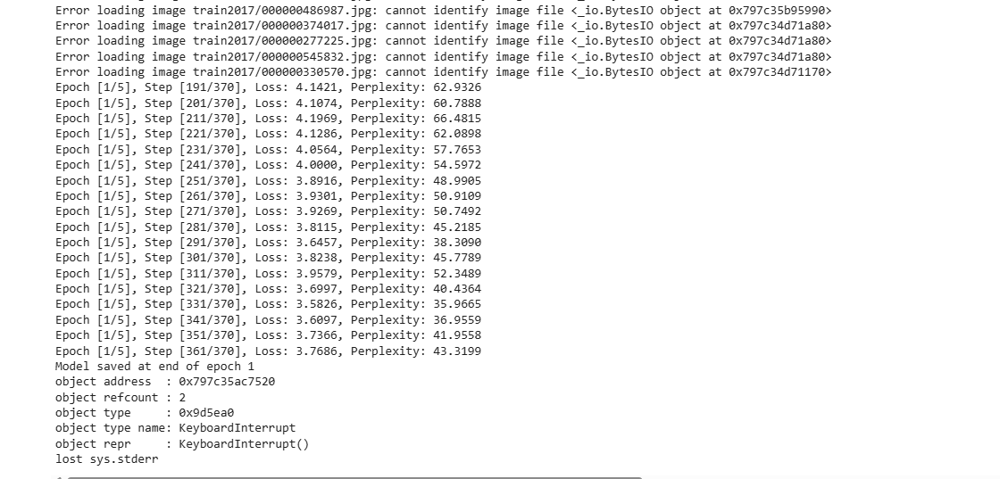 Error loading image train2017/000000486987.jpg: cannot identify image file <_io.BytesIO object at 0x797c35b95990>
Error loading image train2017/000000374017.jpg: cannot identify image file <_io.BytesIO object at 0x797c34d71a80>
Error loading image train2017/000000277225.jpg: cannot identify image file <_io.BytesIO object at 0x797c34d71a80>
Error loading image train2017/000000545832.jpg: cannot identify image file <_io.BytesIO object at 0x797c34d71a80>
Error loading image train2017/000000330570.jpg: cannot identify image file <_io.BytesIO object at 0x797c34d71170>
Epoch [1/5], Step [191/370], Loss: 4.1421, Perplexity: 62.9326
Epoch [1/5], Step [201/370], Loss: 4.1074, Perplexity: 60.7888
Epoch [1/5], Step [211/370], Loss: 4.1969, Perplexity: 66.4815
Epoch [1/5], Step [221/370], Loss: 4.1286, Perplexity: 62.0898
Epoch [1/5], Step [231/370], Loss: 4.0564, Perplexity: 57.7653
Epoch [1/5], Step [241/370], Loss: 4.0000, Perplexity: 54.5972
Epoch [1/5], Step [251/370], Loss: 3.8916, Perplexity: 48.9905
Epoch [1/5], Step [261/370], Loss: 3.9301, Perplexity: 50.9109
Epoch [1/5], Step [271/370], Loss: 3.9269, Perplexity: 50.7492
Epoch [1/5], Step [281/370], Loss: 3.8115, Perplexity: 45.2185
Epoch [1/5], Step [291/370], Loss: 3.6457, Perplexity: 38.3090
Epoch [1/5], Step [301/370], Loss: 3.8238, Perplexity: 45.7789
Epoch [1/5], Step [311/370], Loss: 3.9579, Perplexity: 52.3489
Epoch [1/5], Step [321/370], Loss: 3.6997, Perplexity: 40.4364
Epoch [1/5], Step [331/370], Loss: 3.5826, Perplexity: 35.9665
Epoch [1/5], Step [341/370], Loss: 3.6097, Perplexity: 36.9559
Epoch [1/5], Step [351/370], Loss: 3.7366, Perplexity: 41.9558
Epoch [1/5], Step [361/370], Loss: 3.7686, Perplexity: 43.3199
Model saved at end of epoch 1
object address  : 0x797c35ac7520
object refcount : 2
object type     : 0x9d5ea0
object type name: KeyboardInterrupt
object repr     : KeyboardInterrupt()
lost sys.stderr